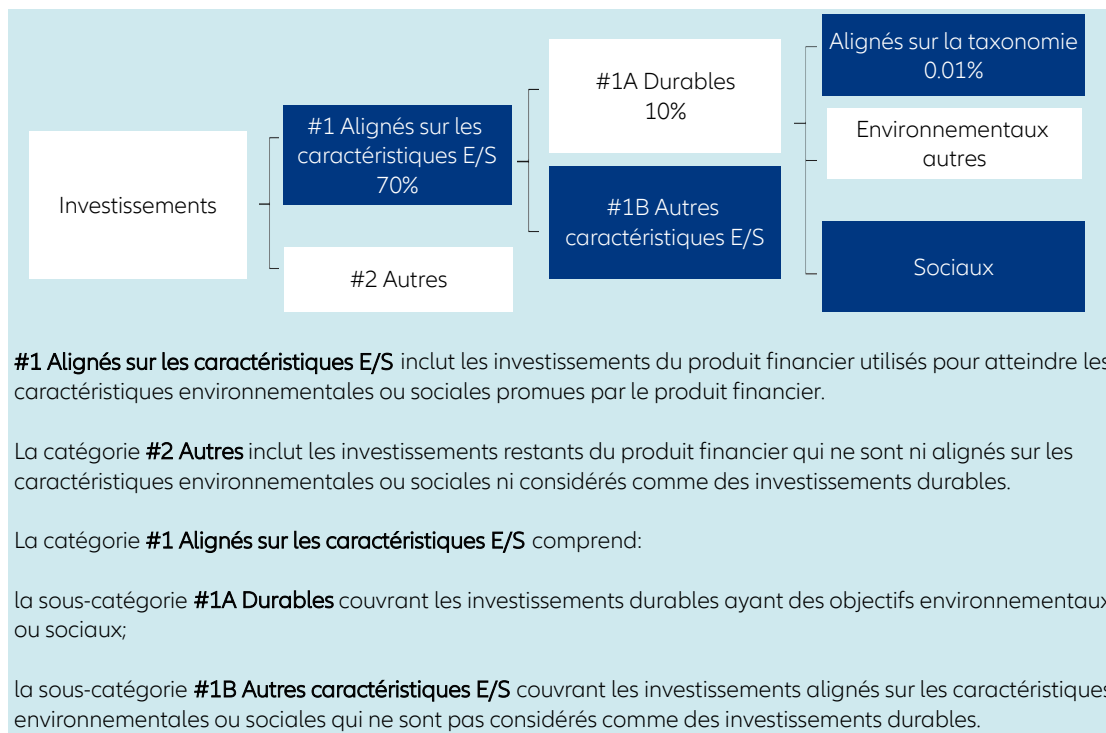 Investissements
#1 Alignés sur les
caractéristiques E/S
70%
#2 Autres
#1A Durables
10%
#1B Autres
caractéristiques E/S
Alignés sur la taxonomie
0.01%
Environnementaux
autres
Sociaux
#1 Alignés sur les caractéristiques E/S inclut les investissements du produit financier utilisés pour atteindre les
caractéristiques environnementales ou sociales promues par le produit financier.
La catégorie #2 Autres inclut les investissements restants du produit financier qui ne sont ni alignés sur les
caractéristiques environnementales ou sociales ni considérés comme des investissements durables.
La catégorie #1 Alignés sur les caractéristiques E/S comprend:
la sous-catégorie #1A Durables couvrant les investissements durables ayant des objectifs environnementaux
ou sociaux;
la sous-catégorie #1B Autres caractéristiques E/S couvrant les investissements alignés sur les caractéristiques
environnementales ou sociales qui ne sont pas considérés comme des investissements durables.